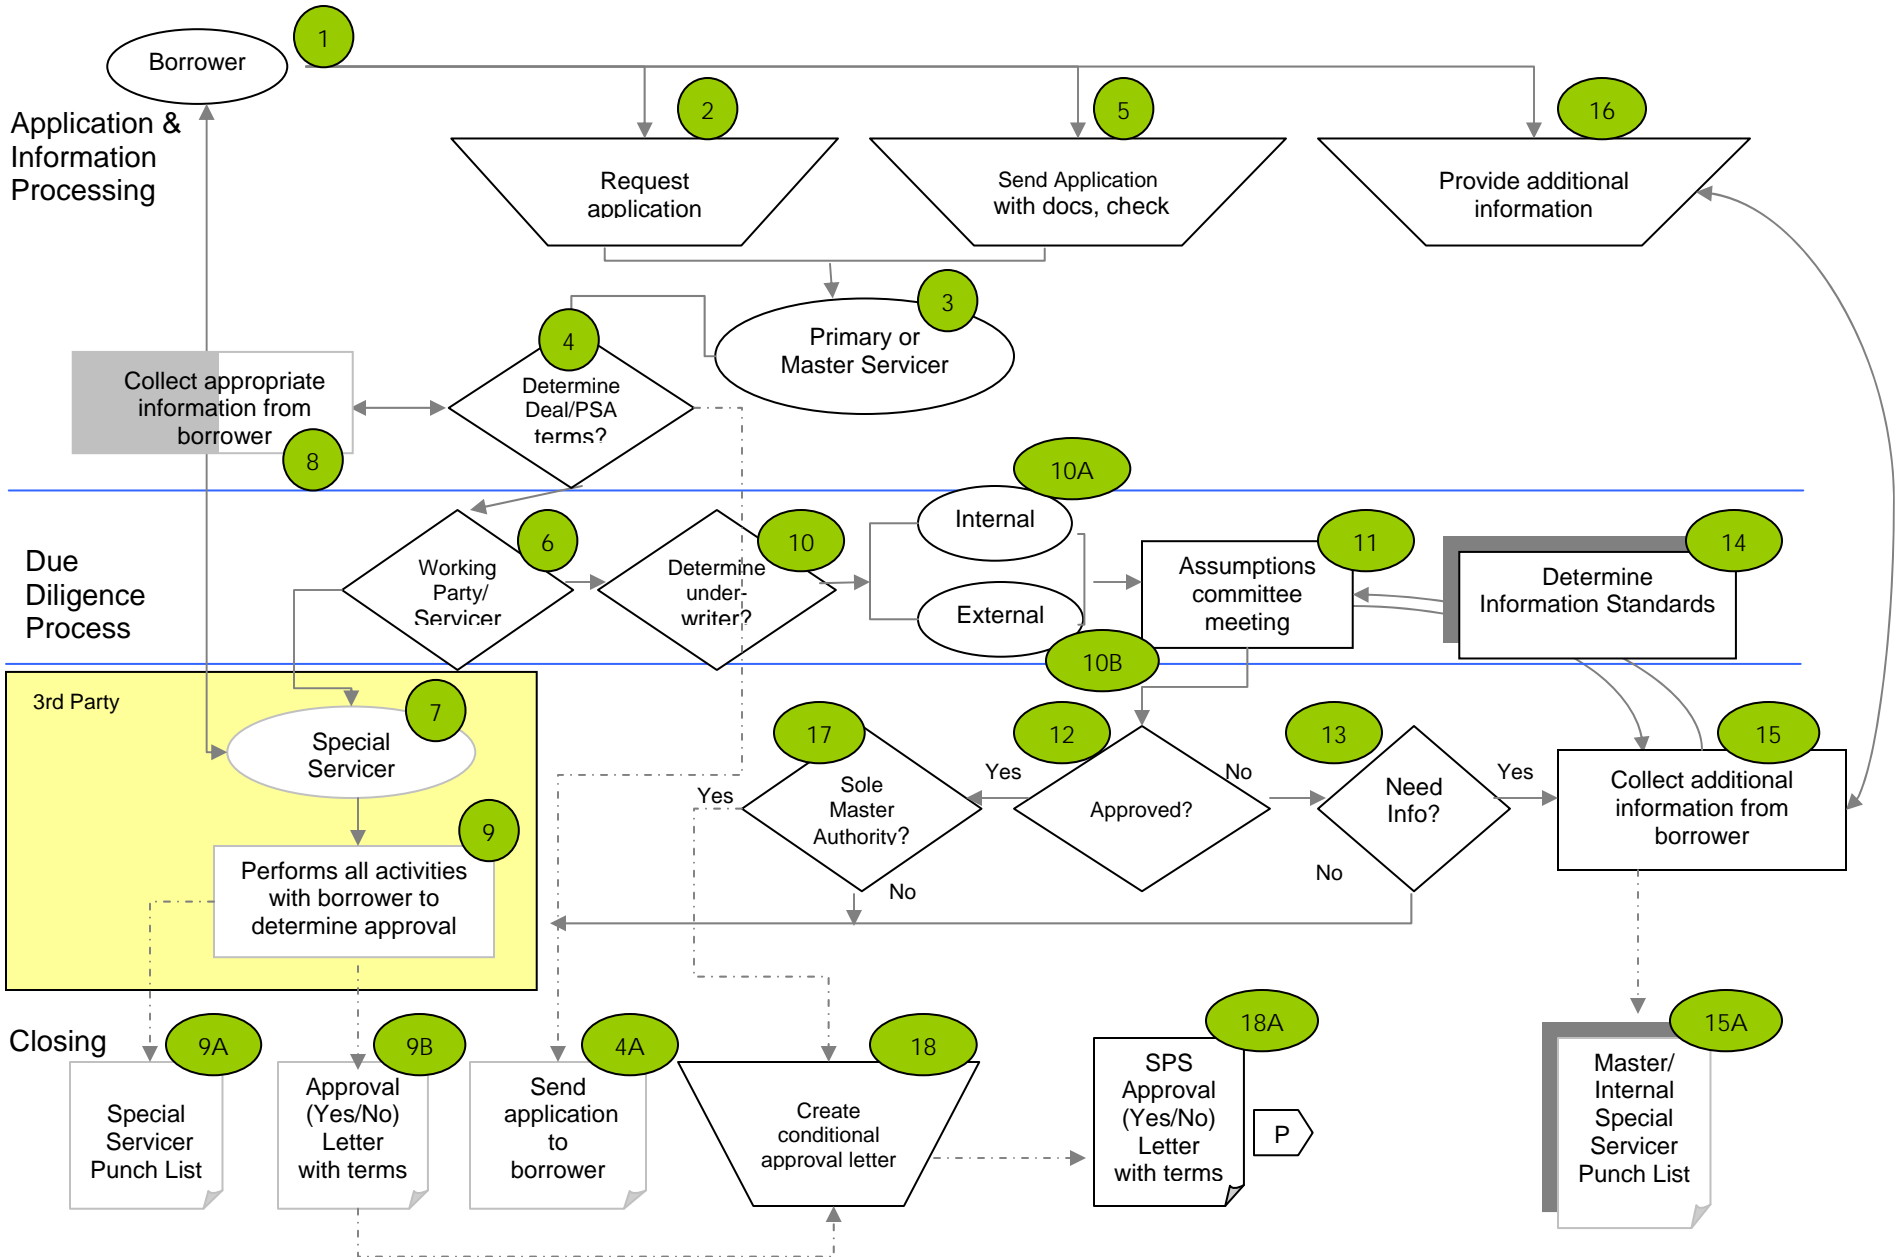 1
Borrower
2
5
16
Application &
Information
Processing
Request
application
Send Application
with docs, check
Provide additional
information
3
Primary or
Master Servicer
4
Determine
Deal/PSA
terms?
Collect appropriate
information from
borrower
8
10A
Internal
6
10
11
14
Due
Diligence
Process
Working
Party/
Servicer
Determine
under-
writer?
External
10B
Assumptions
committee
meeting
Determine
Information Standards
3rd Party
7
Special
Servicer
17
12
13
15
Yes
Sole
Master
Authority?
No
Yes
Approved?
No
Need
Info?
Yes
No
Collect additional
information from
borrower
9
Performs all activities
with borrower to
determine approval
Closing
9A
Special
Servicer
Punch List
9B
Approval
(Yes/No)
Letter
with terms
4A
Send
application
to
borrower
18
Create
conditional
approval letter
18A
SPS
Approval
(Yes/No)
Letter
with terms
P
15A
Master/
Internal
Special
Servicer
Punch List